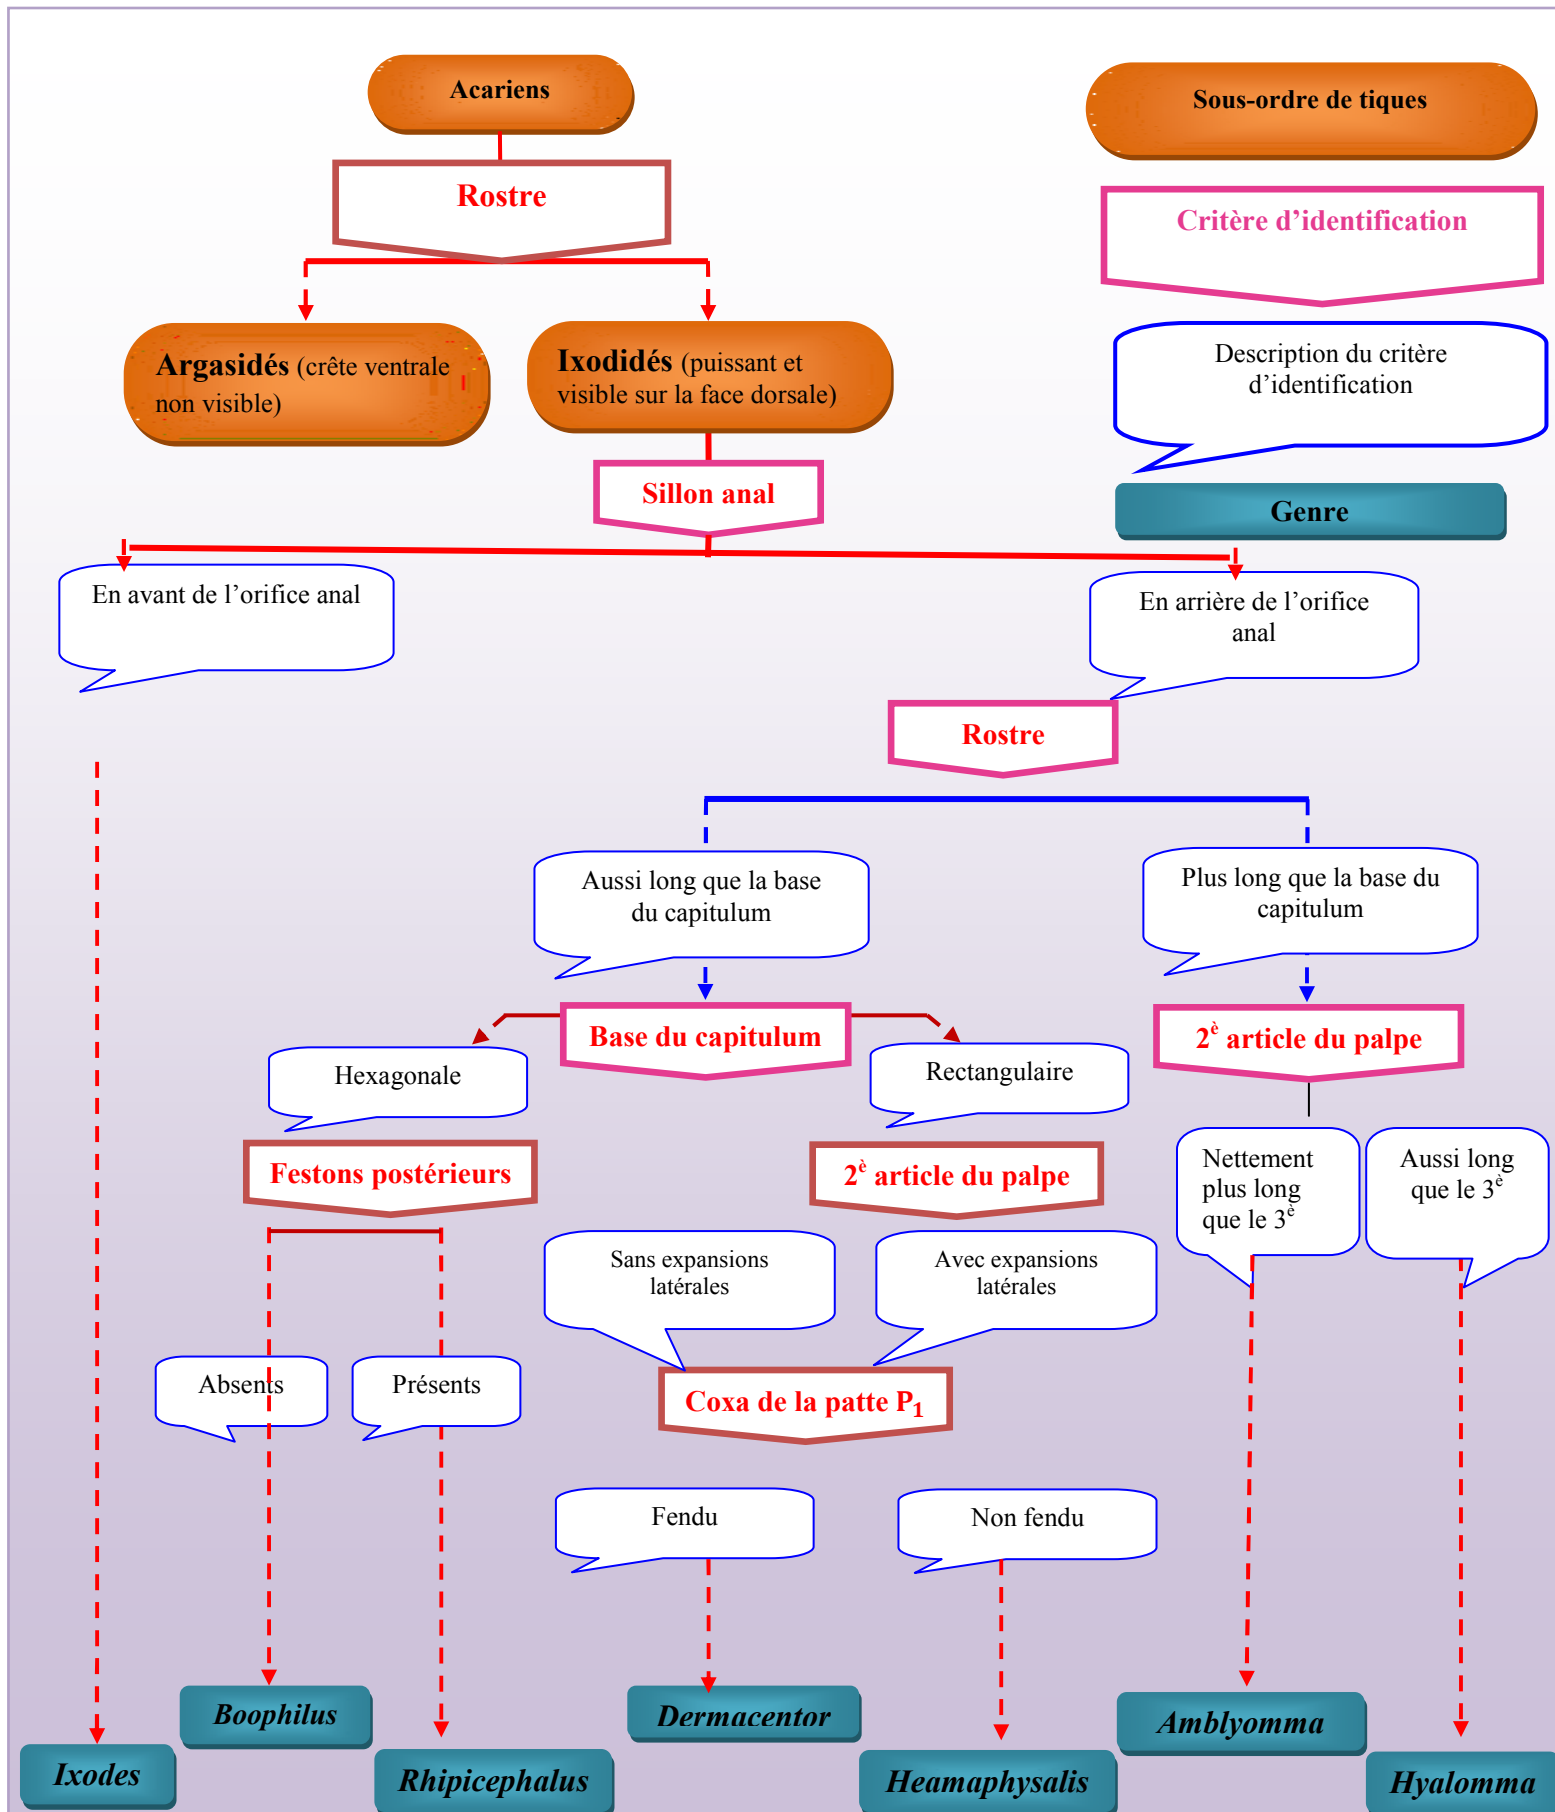 Acariens
Sous-ordre de tiques
Rostre
Critère d’identification
Argasidés (crête ventrale
non visible)
Ixodidés (puissant et
visible sur la face dorsale)
Description du critère
d’identification
Sillon anal
Genre
En avant de l’orifice anal
En arrière de l’orifice
anal
Rostre
Aussi long que la base
du capitulum
Plus long que la base du
capitulum
Base du capitulum
2è article du palpe
Hexagonale
Rectangulaire
Festons postérieurs
2è article du palpe
Nettement
plus long
que le 3è
Aussi long
que le 3è
Sans expansions
latérales
Avec expansions
latérales
Absents
Présents
Coxa de la patte P1
Fendu
Non fendu
Boophilus
Dermacentor
Amblyomma
Ixodes
Rhipicephalus
Heamaphysalis
Hyalomma